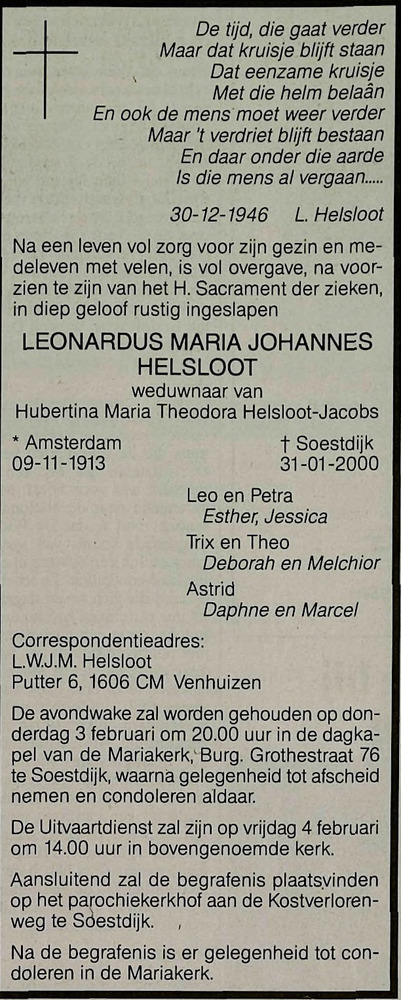 De tijd, die gaat verder
Maar dat kruisje blijft staan
Dat eenzame kruisje
Met die helm belaân
En ook de mens moet weer verder
Maar 't verdriet blijft bestaan
En daar onder die aarde
Is die mens al vergaan.....
30-12-1946 L. Helsloot
Na een leven vol zorg voor zijn gezin en me-
deleven met velen, is vol overgave, na voor-
zien te zijn van het H. Sacrament der zieken,
in diep geloof rustig ingeslapen
LEONARDUS MARIA JOHANNES
HELSLOOT
weduwnaar van
Hubertina Maria Theodora Helsloot-Jacobs
* Amsterdam † Soestdijk
09-11-1913 31-01-2000
Leo en Petra
Esther, Jessica
Trix en Theo
Deborah en Melchior
Astrid
Daphne en Marcel
Correspondentieadres:
L.W.J.M. Helsloot
Putter 6, 1606 CM Venhuizen
De avondwake zal worden gehouden op don-
derdag 3 februari om 20.00 uur in de dagka-
pel van de Mariakerk, Burg. Grothestraat 76
te Soestdijk, waarna gelegenheid tot afscheid
nemen en condoleren aldaar.
De Uitvaartdienst zal zijn op vrijdag 4 februari
om 14.00 uur in bovengenoemde kerk.
Aansluitend zal de begrafenis plaatsvinden
op het parochiekerkhof aan de Kostverloren-
weg te Soestdijk.
Na de begrafenis is er gelegenheid tot con-
doleren in de Mariakerk.